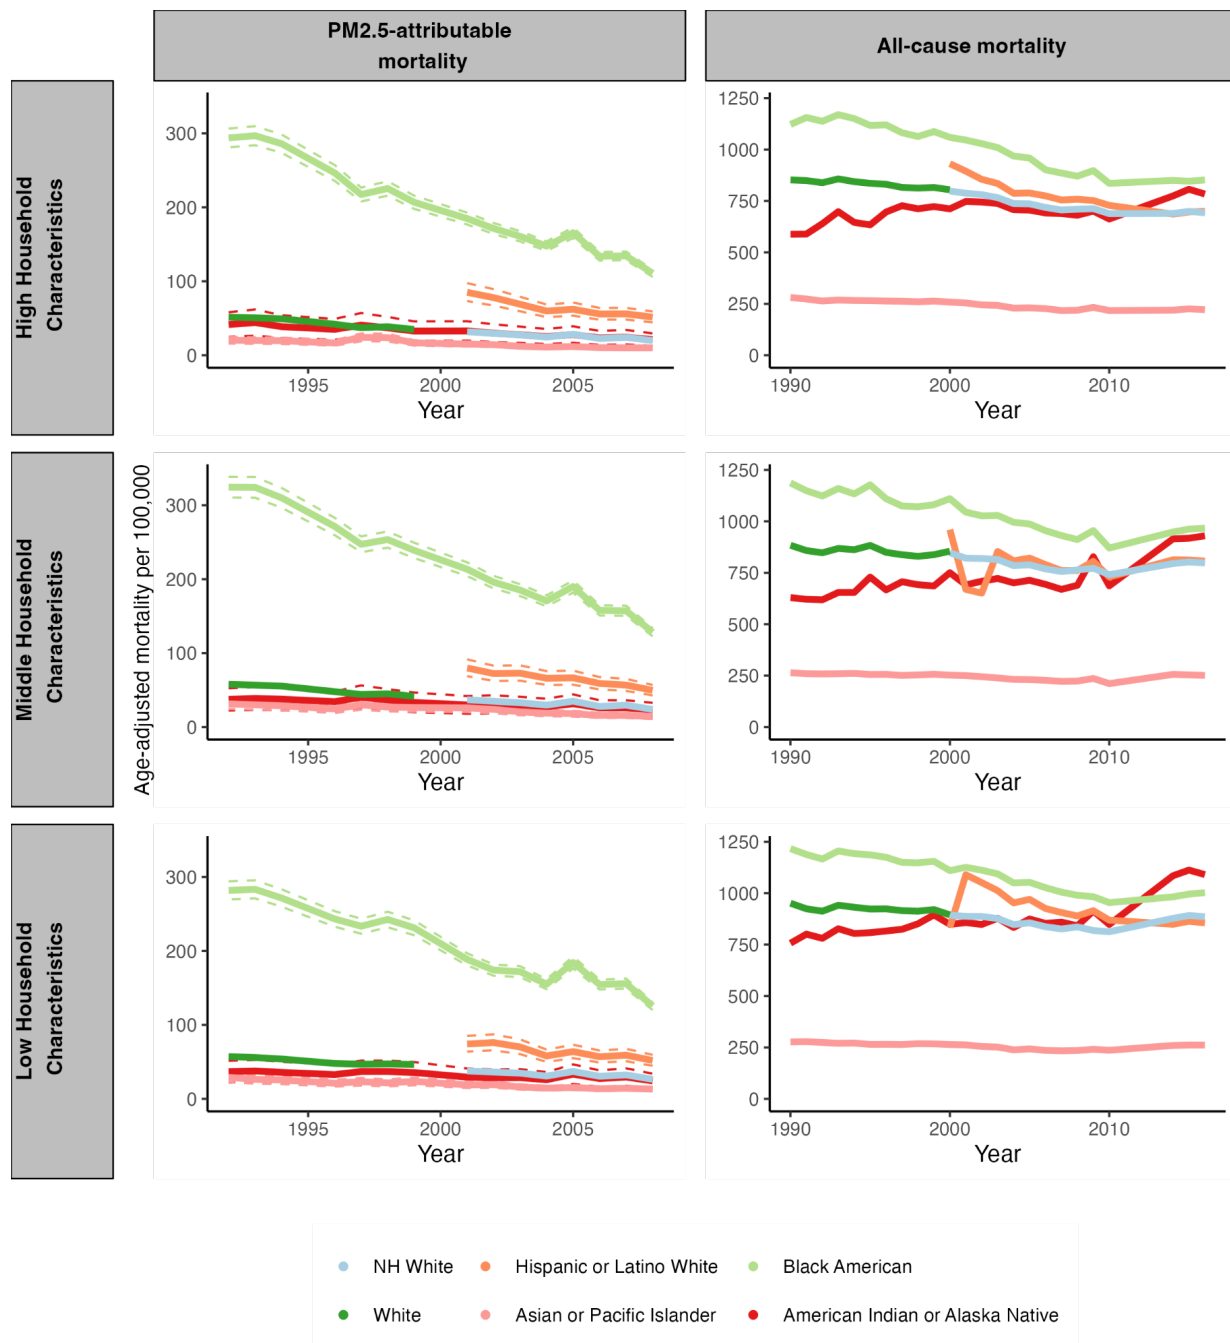 PM2.5-attributable
mortality
All-cause mortality
High Household
Characteristics
300
200
100
0
1995
2000
2005
Year
1250
1000
750
500
250
0
1990
2000
2010
Year
Middle Household
Characteristics
Age-adjusted mortality per 100,000
300
200
100
0
1995
2000
2005
Year
1250
1000
750
500
250
0
1990
2000
2010
Year
Low Household
Characteristics
300
200
100
0
1995
2000
2005
Year
1250
1000
750
500
250
0
1990
2000
2010
Year
NH White
Hispanic or Latino White
Black American
White
Asian or Pacific Islander
American Indian or Alaska Native